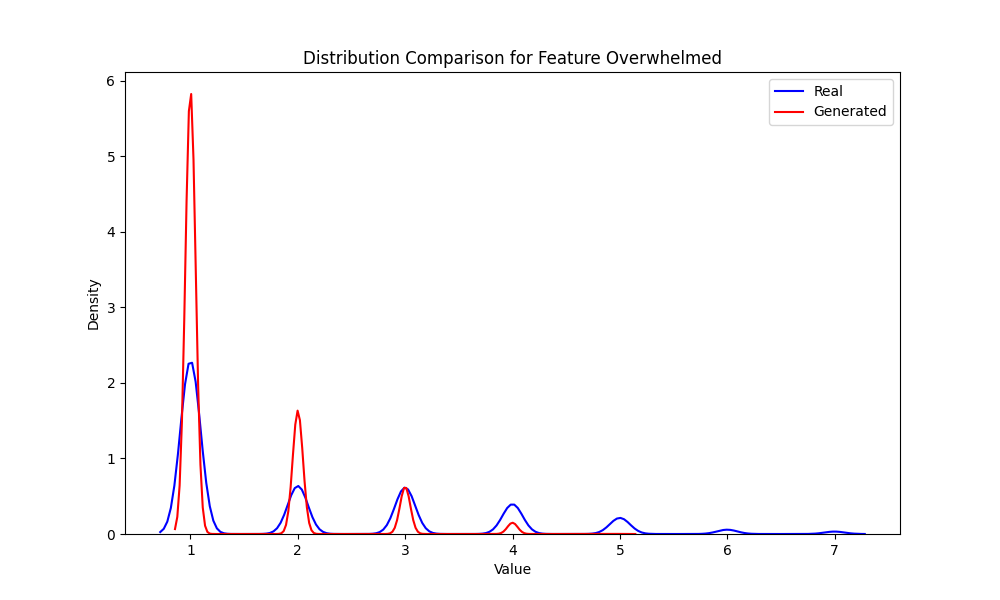 Distribution Comparison for Feature Overwhelmed
Real
Generated
6
5
4
3
2
1
0
Density
1 2 3 4 5 6 7
Value